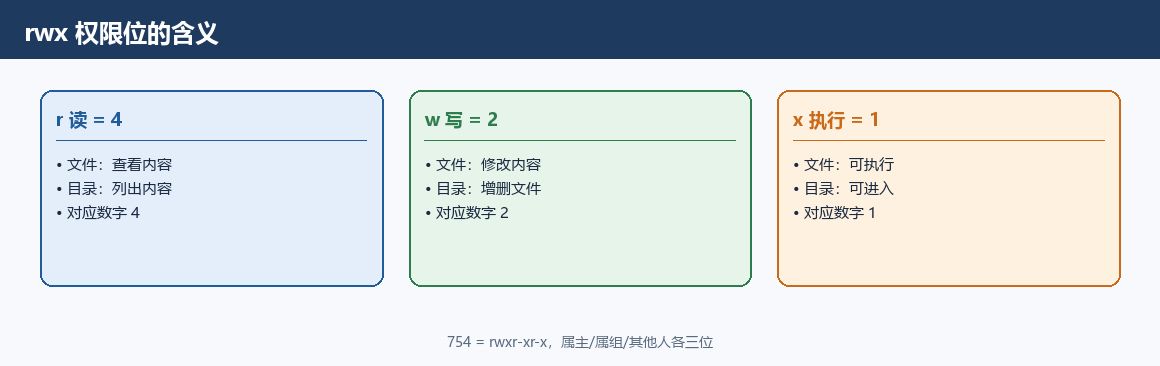 rwx 权限位的含义
r 读 = 4
• 文件：查看内容
• 目录：列出内容
• 对应数字 4
w 写 = 2
• 文件：修改内容
• 目录：增删文件
• 对应数字 2
x 执行 = 1
• 文件：可执行
• 目录：可进入
• 对应数字 1
754 = rwxr-xr-x，属主/属组/其他人各三位